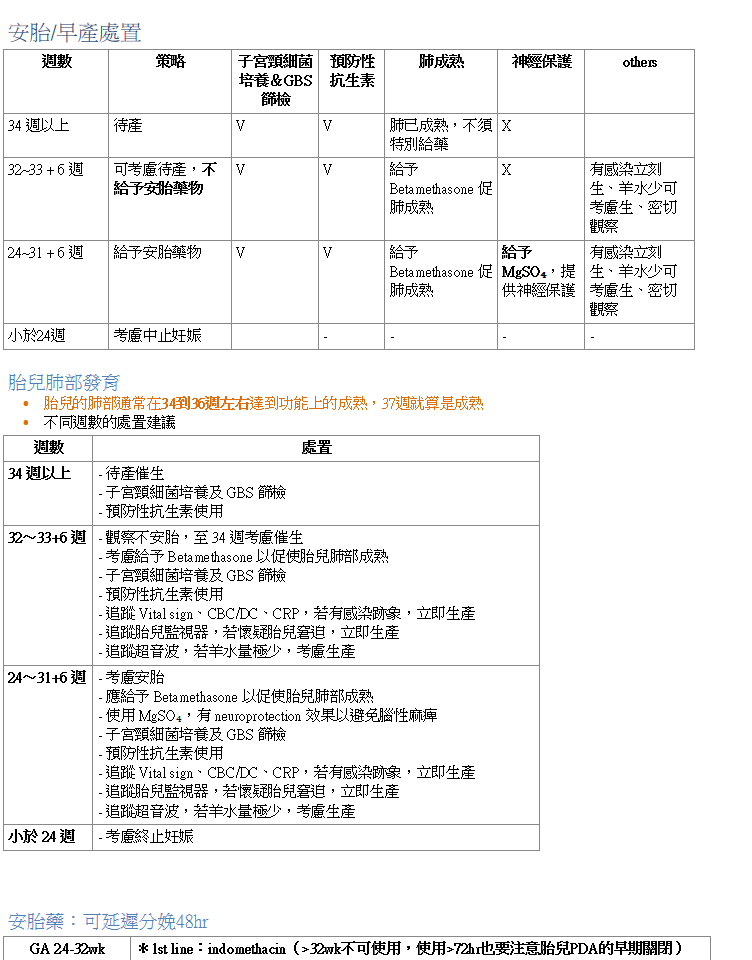 安胎/早產處置
週數 策略 子宮頸細菌培養&GBS篩檢 預防性抗生素 肺成熟 神經保護 others
34 週以上 待產 V V 肺已成熟，不須特別給藥 X
32~33 + 6 週 可考慮待產，不給予安胎藥物 V V 給予 Betamethasone 促肺成熟 X 有感染立刻生、羊水少可考慮生、密切觀察
24~31 + 6 週 給予安胎藥物 V V 給予 Betamethasone 促肺成熟 給予 MgSO₄，提供神經保護 有感染立刻生、羊水少可考慮生、密切觀察
小於24週 考慮中止妊娠 - - - -
胎兒肺部發育
• 胎兒的肺部通常在34到36週左右達到功能上的成熟，37週就算是成熟
• 不同週數的處置建議
週數 處置
34 週以上 - 待產催生
- 子宮頸細菌培養及 GBS 篩檢
- 預防性抗生素使用
32～33+6 週 - 觀察不安胎，至 34 週考慮催生
- 考慮給予 Betamethasone 以促使胎兒肺部成熟
- 子宮頸細菌培養及 GBS 篩檢
- 預防性抗生素使用
- 追蹤 Vital sign、CBC/DC、CRP，若有感染跡象，立即生產
- 追蹤胎兒監視器，若懷疑胎兒窘迫，立即生產
- 追蹤超音波，若羊水量極少，考慮生產
24～31+6 週 - 考慮安胎
- 應給予 Betamethasone 以促使胎兒肺部成熟
- 使用 MgSO₄，有 neuroprotection 效果以避免腦性麻痺
- 子宮頸細菌培養及 GBS 篩檢
- 預防性抗生素使用
- 追蹤 Vital sign、CBC/DC、CRP，若有感染跡象，立即生產
- 追蹤胎兒監視器，若懷疑胎兒窘迫，立即生產
- 追蹤超音波，若羊水量極少，考慮生產
小於 24 週 - 考慮終止妊娠
安胎藥：可延遲分娩48hr
GA 24-32wk ＊1st line：indomethacin（>32wk不可使用，使用>72hr也要注意胎兒PDA的早期關閉）